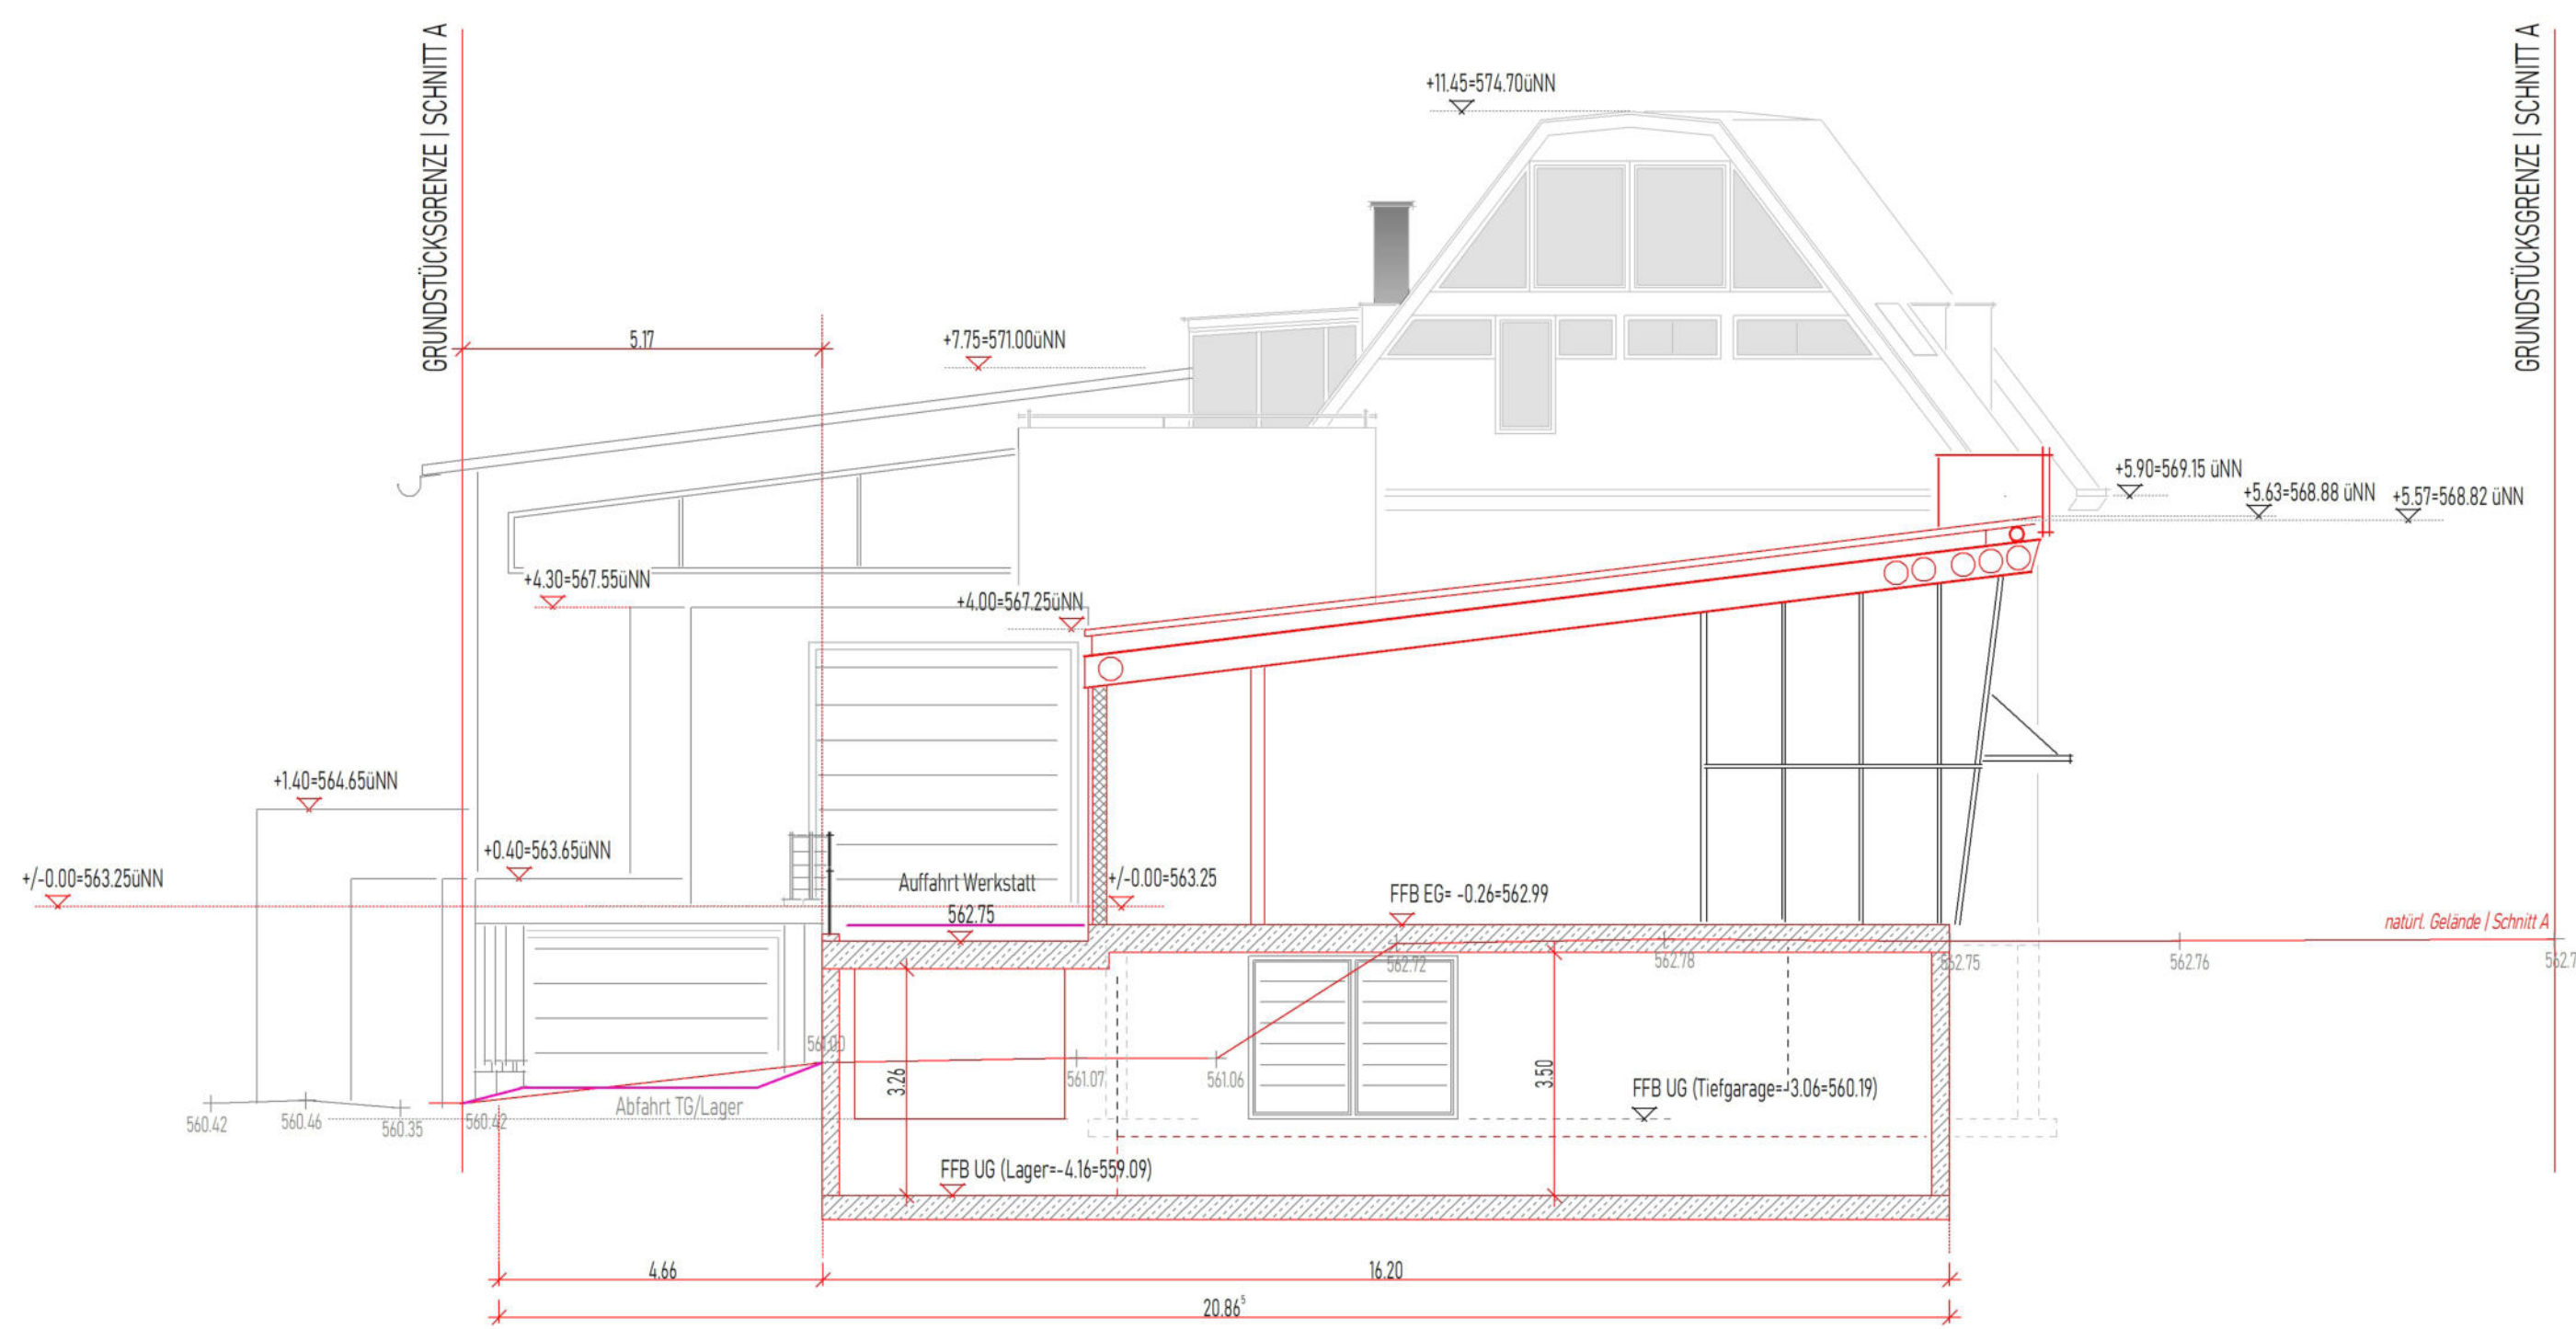 GRUNDSTÜCKSGRENZE | SCHNITT A
GRUNDSTÜCKSGRENZE | SCHNITT A
+11.45=574.70üNN
5.17
+7.75=571.00üNN
+5.90=569.15 üNN
+5.63=568.88 üNN
+5.57=568.82 üNN
+4.30=567.55üNN
+4.00=567.25üNN
+1.40=564.65üNN
+0.40=563.65üNN
+/-0.00=563.25üNN
Auffahrt Werkstatt
562.75
+/-0.00=563.25
FFB EG= -0.26=562.99
natürl. Gelände | Schnitt A
562.72
562.78
562.75
562.76
562.7
561.00
561.07
561.06
3.26
3.50
FFB UG (Tiefgarage=-3.06=560.19)
Abfahrt TG/Lager
560.42
560.46
560.35
560.42
FFB UG (Lager=-4.16=559.09)
4.66
16.20
20.86⁵